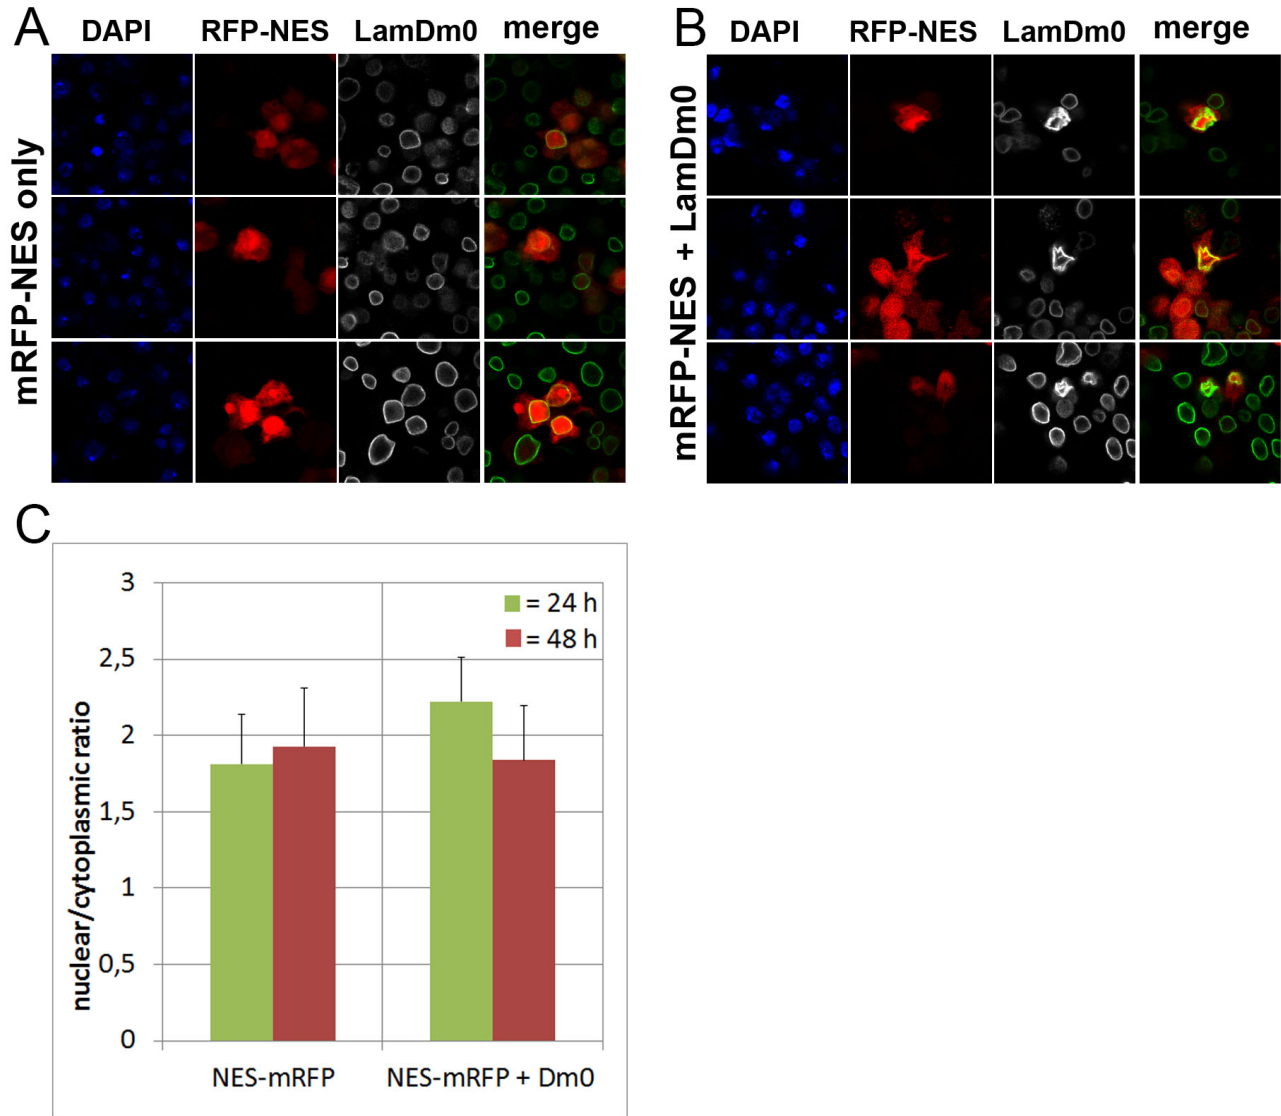 A
DAPI RFP-NES LamDm0 merge
mRFP-NES only
B
DAPI RFP-NES LamDm0 merge
mRFP-NES + LamDm0
C
3
2,5
2
1,5
1
0,5
0
nuclear/cytoplasmic ratio
= 24 h
= 48 h
NES-mRFP
NES-mRFP + Dm0